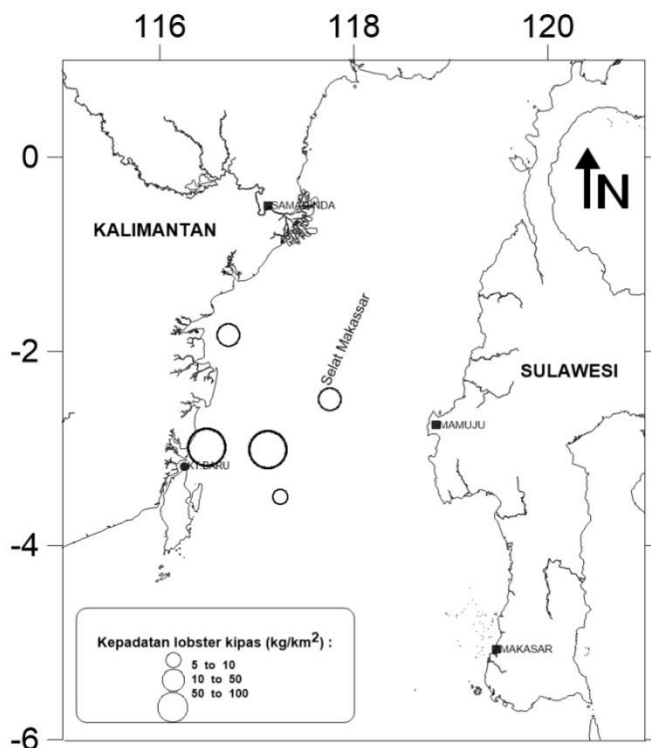 116 118 120
0
N
SAMARINDA
KALIMANTAN
Selat Makassar
-2
SULAWESI
MAMUJU
KT.BARU
-4
Kepadatan lobster kipas (kg/km²) :
5 to 10
10 to 50
50 to 100
MAKASAR
-6